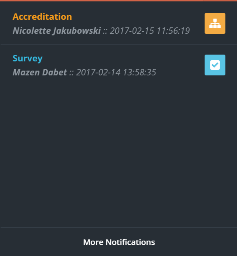 Accreditation
Nicolette Jakubowski :: 2017-02-15 11:56:19
Survey
Mazen Dabet :: 2017-02-14 13:58:35
More Notifications